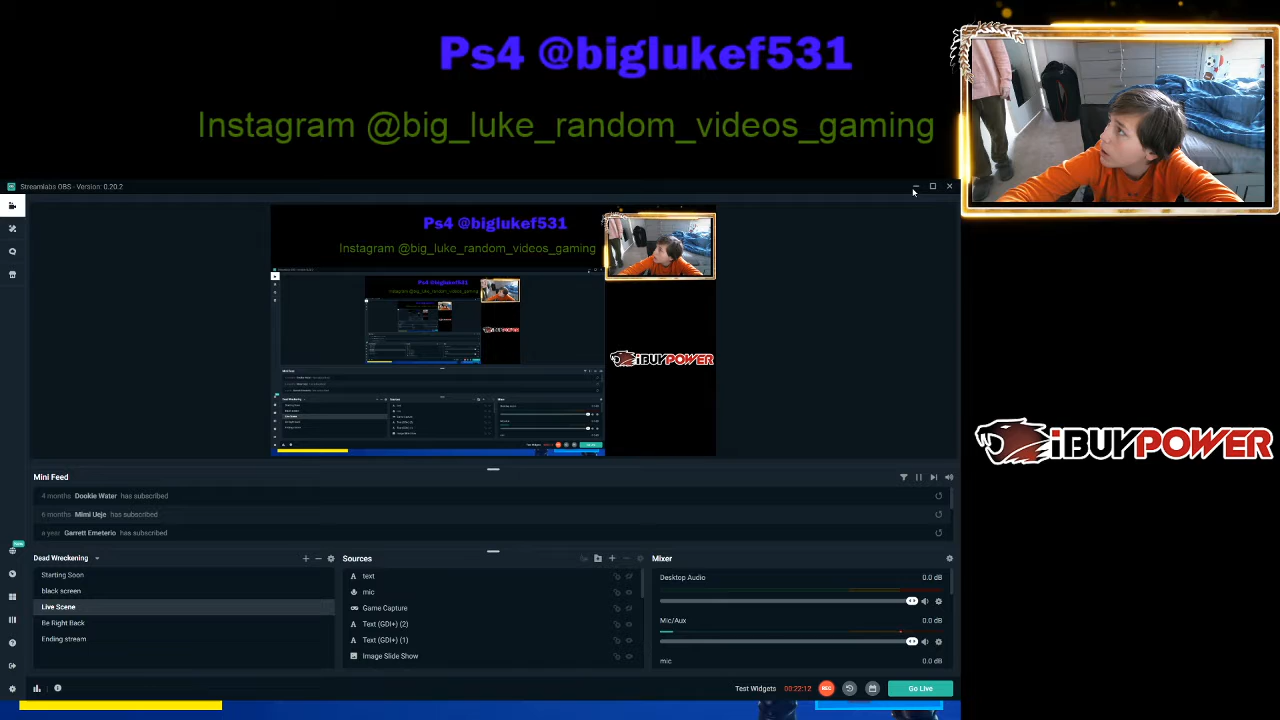 Ps4 @biglukef531
Instagram @big_luke_random_videos_gaming
Streamlabs OBS - Version: 0.20.2
Ps4 @biglukef531
Instagram @big_luke_random_videos_gaming
iBUYPOWER
iBUYPOWER
Mini Feed
4 months Dookie Water has subscribed
6 months Mimi Ueje has subscribed
a year Garrett Emeterio has subscribed
Dead Wreckening
Starting Soon
black screen
Live Scene
Be Right Back
Ending stream
Sources
text
mic
Game Capture
Text (GDI+) (2)
Text (GDI+) (1)
Image Slide Show
Mixer
Desktop Audio 0.0 dB
Mic/Aux 0.0 dB
mic 0.0 dB
Test Widgets 00:22:12 REC Go Live